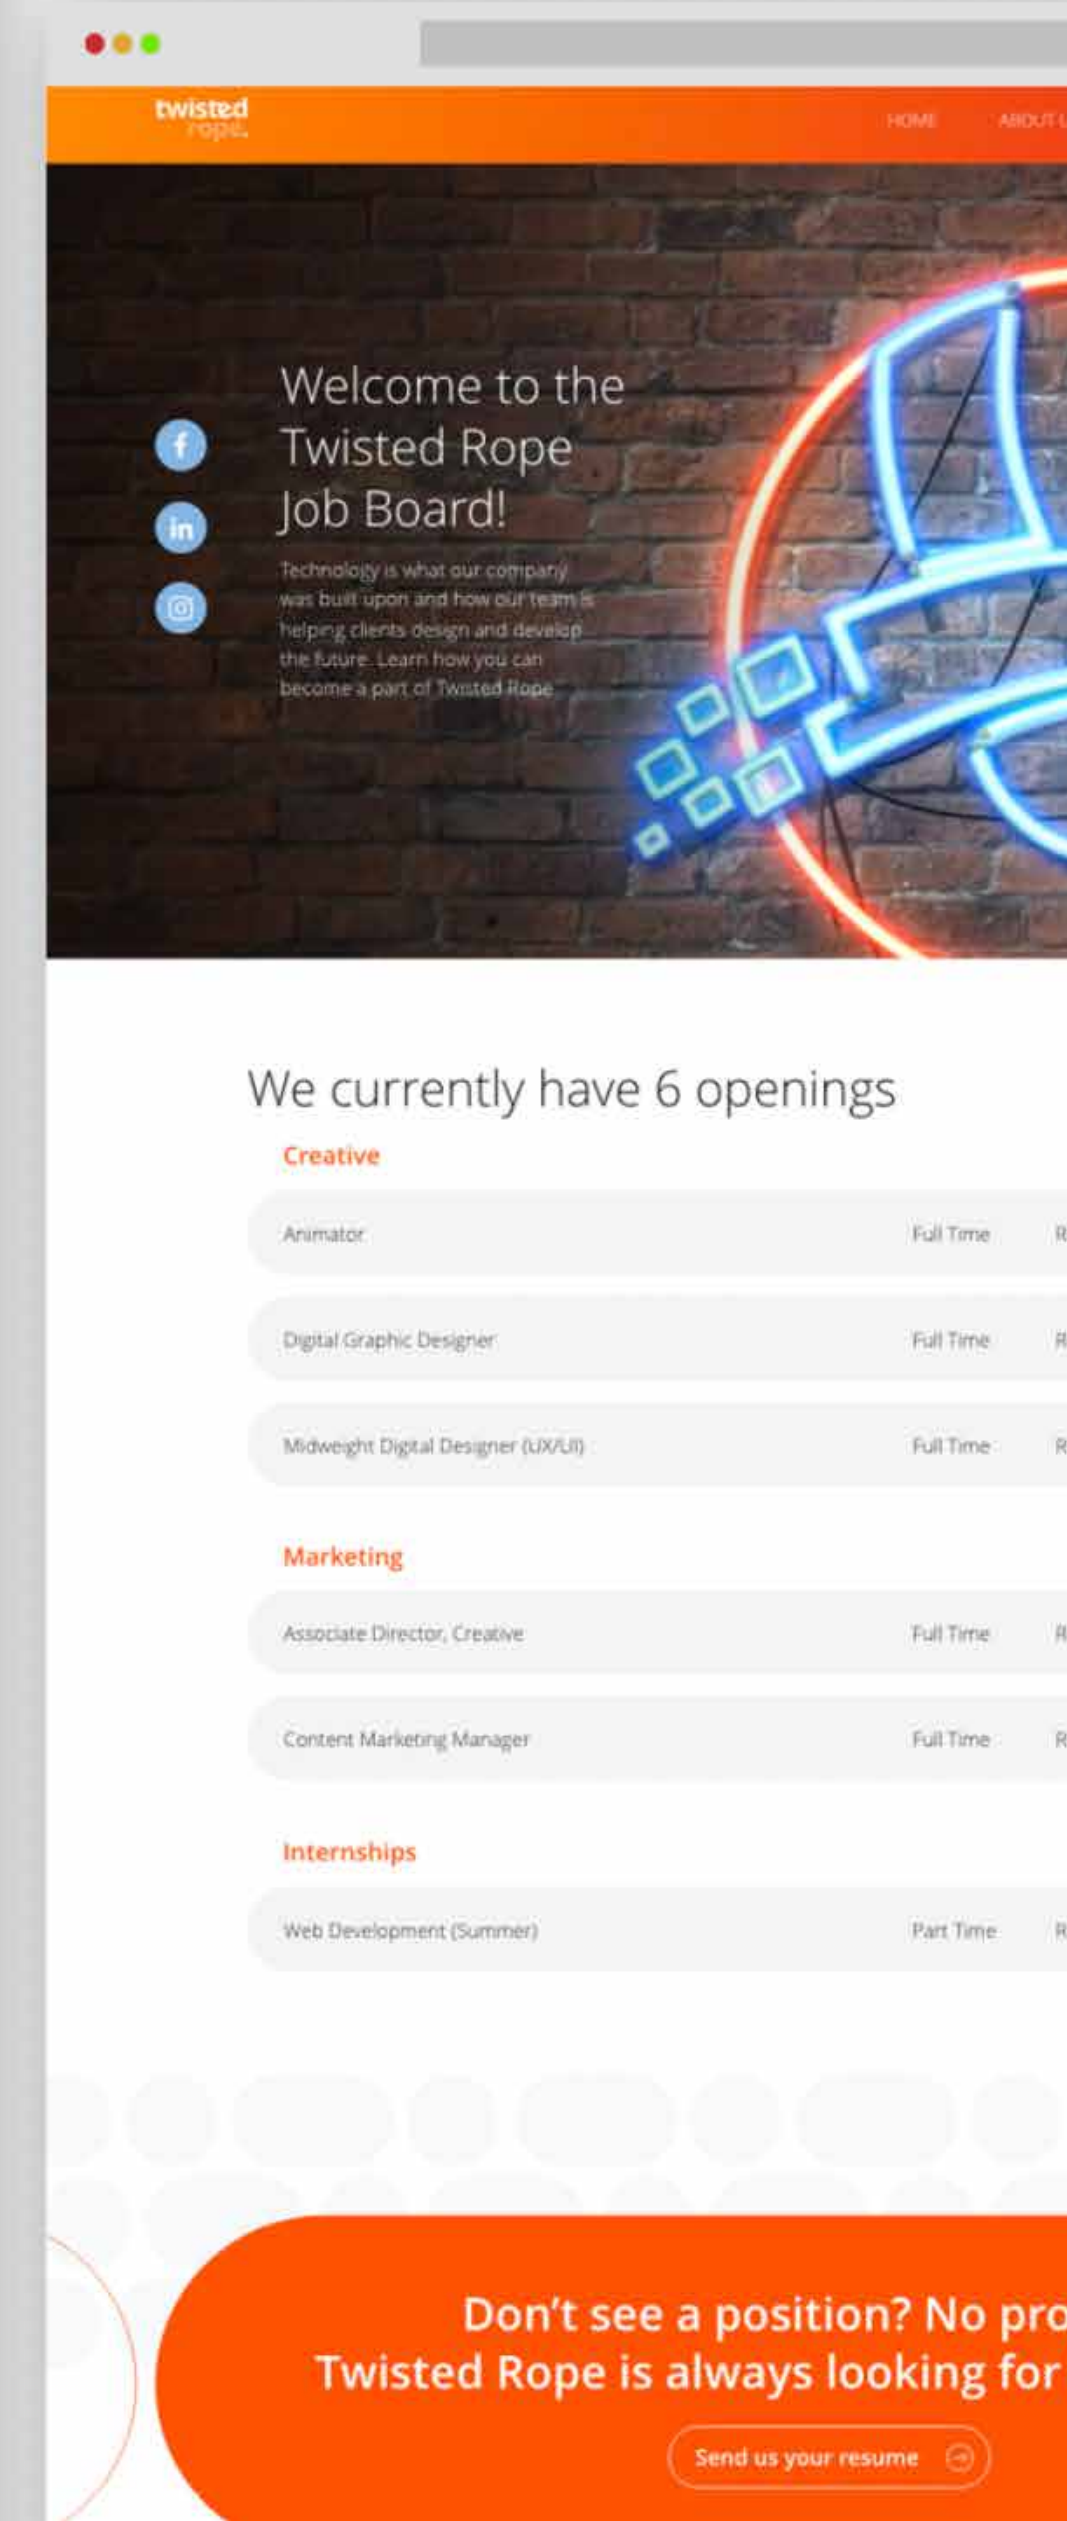 twisted
rope.
HOME ABOUT U
Welcome to the
Twisted Rope
Job Board!
Technology is what our company
was built upon and how our team is
helping clients design and develop
the future. Learn how you can
become a part of Twisted Rope
f
in
We currently have 6 openings
Creative
Animator Full Time R
Digital Graphic Designer Full Time R
Midweight Digital Designer (UX/UI) Full Time R
Marketing
Associate Director, Creative Full Time R
Content Marketing Manager Full Time R
Internships
Web Development (Summer) Part Time R
Don't see a position? No pro
Twisted Rope is always looking for
Send us your resume